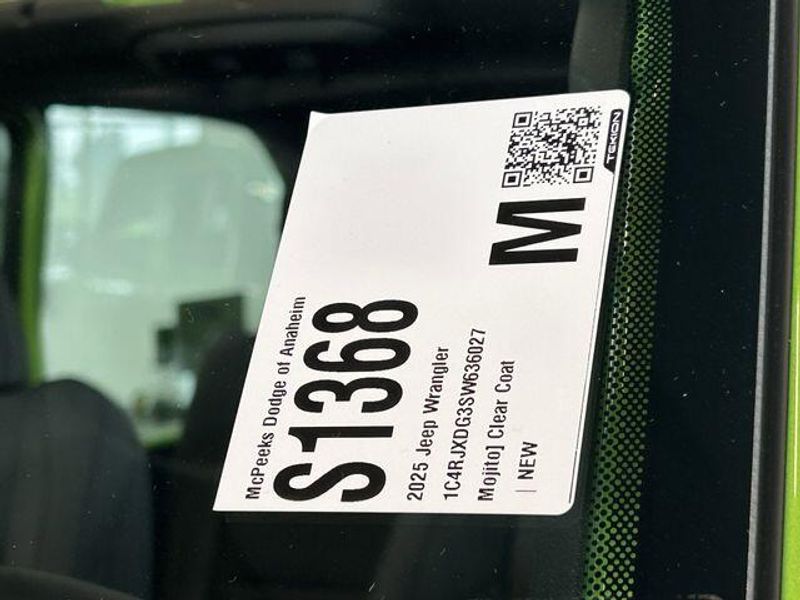 McPeeks Dodge of Anaheim
S1368
2025 Jeep Wrangler
1C4RJXDG3SW636027
Mojito] Clear Coat
| NEW
M
TEKION